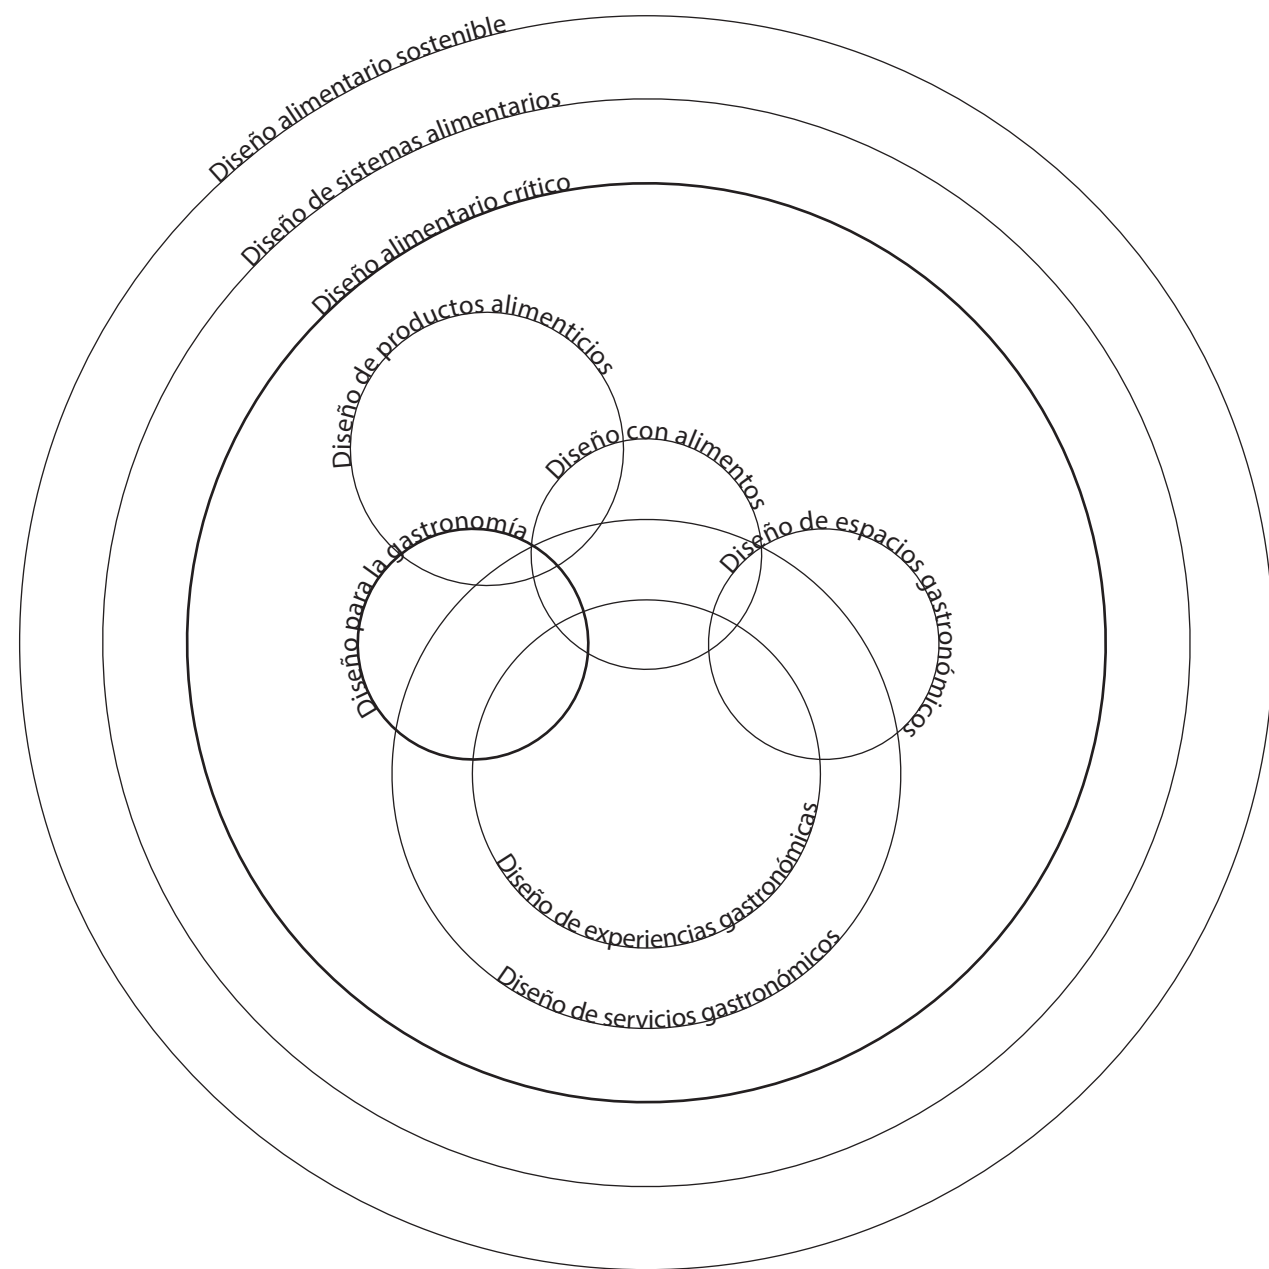 Diseño alimentario sostenible
Diseño de sistemas alimentarios
Diseño alimentario crítico
Diseño de productos alimenticios
Diseño con alimentos
Diseño para la gastronomía
Diseño de espacios gastronómicos
Diseño de experiencias gastronómicas
Diseño de servicios gastronómicos